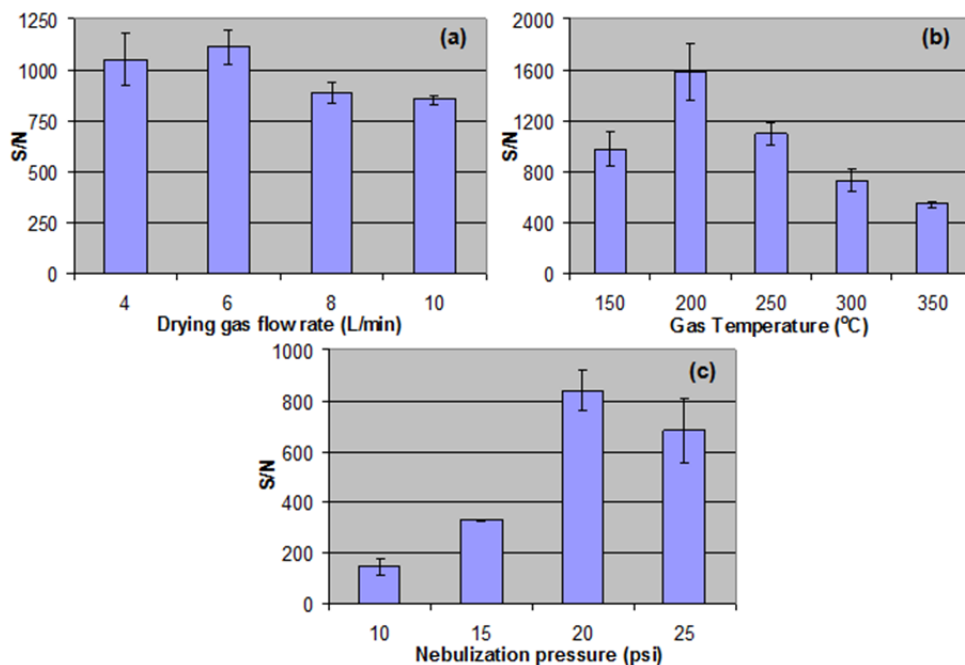 1250
1000
750
500
250
0
S/N
(a)
4 6 8 10
Drying gas flow rate (L/min)
2000
1600
1200
800
400
0
S/N
(b)
150 200 250 300 350
Gas Temperature (°C)
1000
800
600
400
200
0
S/N
(c)
10 15 20 25
Nebulization pressure (psi)